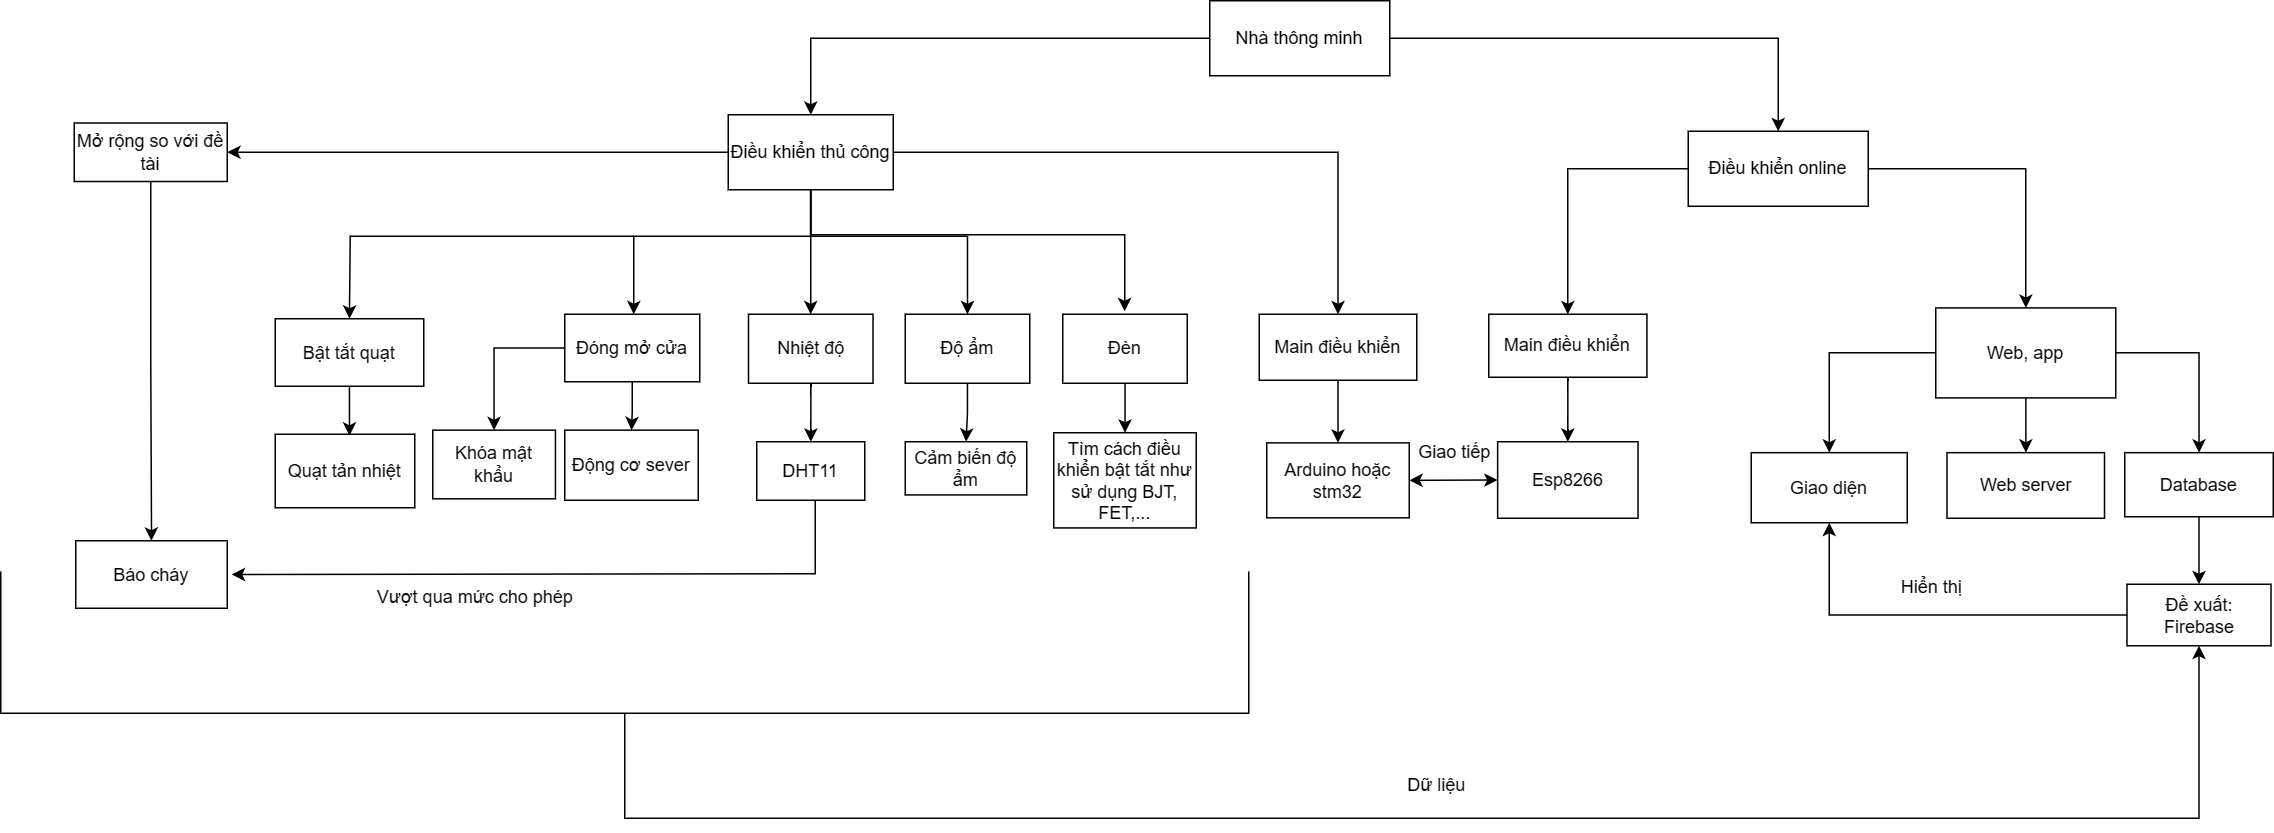 Nhà thông minh
Mở rộng so với đề
tài
Điều khiển thủ công
Điều khiển online
Bật tắt quạt
Đóng mở cửa
Nhiệt độ
Độ ẩm
Đèn
Main điều khiển
Main điều khiển
Web, app
Quạt tản nhiệt
Khóa mật
khẩu
Động cơ sever
DHT11
Cảm biến độ
ẩm
Tìm cách điều
khiển bật tắt như
sử dụng BJT,
FET,...
Arduino hoặc
stm32
Giao tiếp
Esp8266
Giao diện
Web server
Database
Báo cháy
Vượt qua mức cho phép
Hiển thị
Đề xuất:
Firebase
Dữ liệu